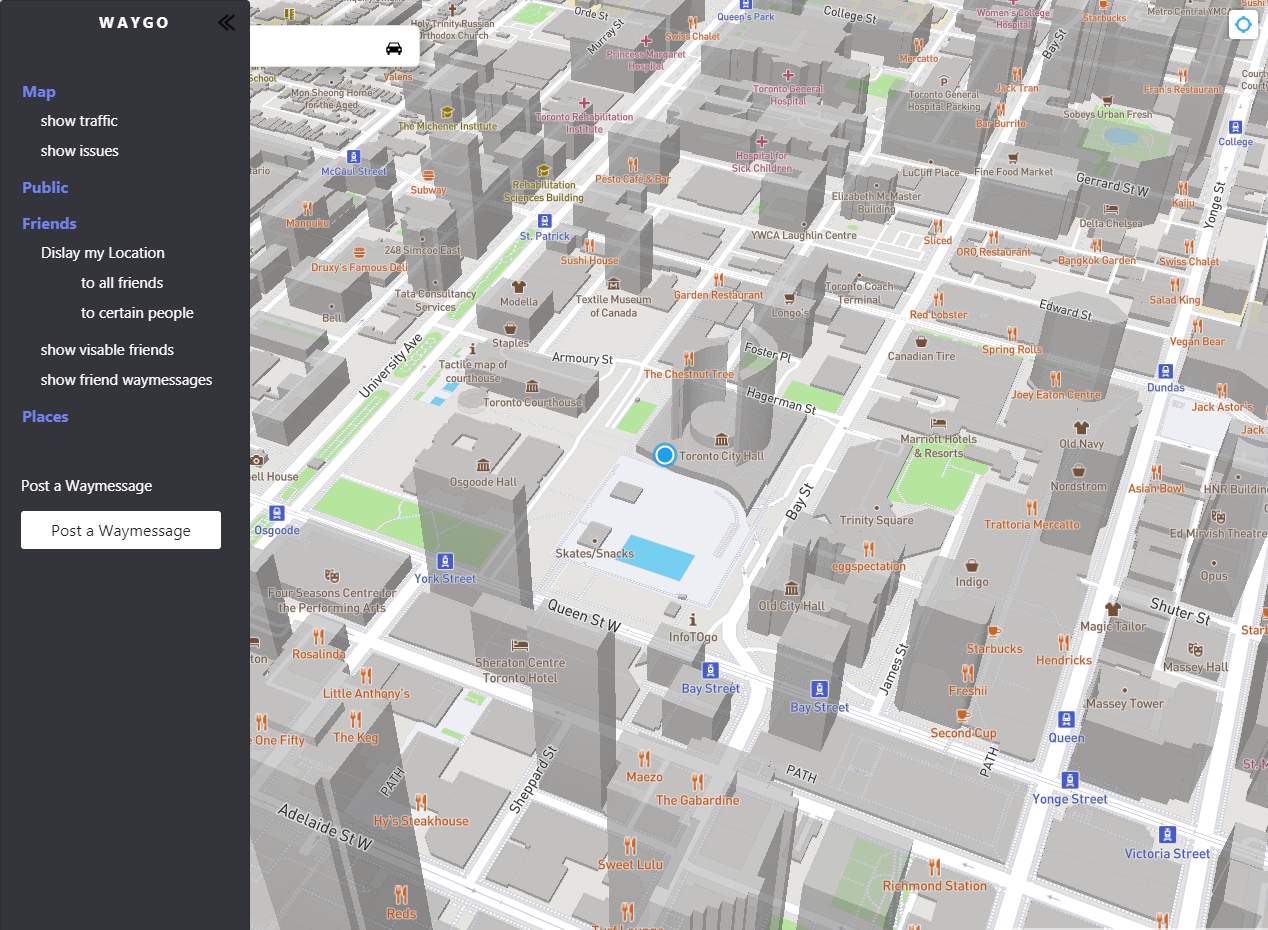 WAYGO
Map
show traffic
show issues
Public
Friends
Dislay my Location
to all friends
to certain people
show visable friends
show friend waymessages
Places
Post a Waymessage
Post a Waymessage
Holy Trinity Russian
Orthodox Church
Valens
School
Mon Sheong Home
for the Aged
Orde St
Murray St
Swiss Chalet
Queen's Park
College St
Princess Margaret
Hospital
Women's College
Hospital
Starbucks
Metro Central YMCA
Bay St
Mercatto
Toronto General
Hospital
Toronto General
Hospital Parking
Jack Tran
Fran's Restaurant
Bar Burrito
Sobeys Urban Fresh
College
The Michener Institute
Toronto Rehabilitation
Institute
McCaul Street
Subway
Rehabilitation
Sciences Building
Pesto Cafe & Bar
Hospital for
Sick Children
LuCliff Place
Fine Food Market
Gerrard St W
Yonge St
Kaiju
Elizabeth McMaster
Building
Delta Chelsea
Manpuku
St. Patrick
248 Simcoe East
Sushi House
YWCA Laughlin Centre
Sliced
ORO Restaurant
Bangkok Garden
Swiss Chalet
Druxy's Famous Deli
Tata Consultancy
Services
Modella
Textile Museum
of Canada
Garden Restaurant
Longo's
Toronto Coach
Terminal
Red Lobster
Edward St
Salad King
Bell
Staples
University Ave
Armoury St
Foster Pl
Canadian Tire
Spring Rolls
Vegan Bear
Tactile map of
courthouse
Toronto Courthouse
The Chestnut Tree
Hagerman St
Joey Eaton Centre
Dundas
Jack Astor's
Jack
Marriott Hotels
& Resorts
Old Navy
Toronto City Hall
Osgoode Hall
Bay St
Nordstrom
Asian Bowl
HNR Building
Osgoode
Trinity Square
Trattoria Mercatto
Ed Mirvish Theatre
Skates/Snacks
eggspectation
Indigo
Opus
York Street
Four Seasons Centre for
the Performing Arts
Queen St W
Old City Hall
Shuter St
InfoTOgo
Magic Tailor
Rosalinda
Sheraton Centre
Toronto Hotel
James St
Starbucks
Hendricks
Massey Hall
Little Anthony's
Bay Street
Bay Street
Freshii
Massey Tower
One Fifty
The Keg
Second Cup
Queen
PATH
Sheppard St
Maezo
PATH
PATH
The Gabardine
Yonge Street
Adelaide St W
Hy's Steakhouse
Victoria Street
Sweet Lulu
Richmond Station
Reds